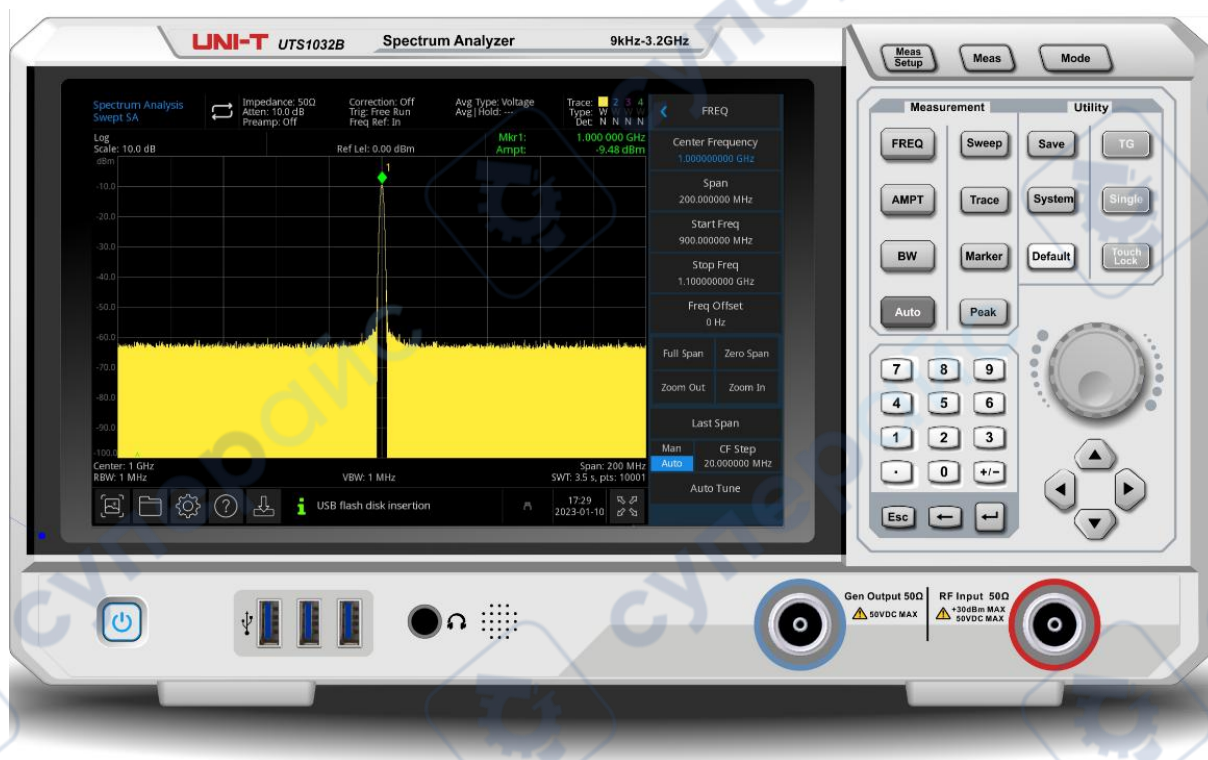 UNI-T UTS1032B Spectrum Analyzer 9kHz-3.2GHz
Spectrum Analysis
Swept SA
Impedance: 50Ω
Atten: 10.0 dB
Preamp: Off
Correction: Off
Trig: Free Run
Freq Ref: In
Avg Type: Voltage
Avg|Hold: ---
Trace: 1 2 3 4
Type: W W W W
Det: N N N N
Log
Scale: 10.0 dB
Ref Lel: 0.00 dBm
Mkr1: 1.000 000 GHz
Ampt: -9.48 dBm
dBm
1
-10.0
-20.0
-30.0
-40.0
-50.0
-60.0
-70.0
-80.0
-90.0
-100.0
Center: 1 GHz
RBW: 1 MHz
VBW: 1 MHz
Span: 200 MHz
SWT: 3.5 s, pts: 10001
USB flash disk insertion
17:29
2023-01-10
FREQ
Center Frequency
1.000000000 GHz
Span
200.000000 MHz
Start Freq
900.000000 MHz
Stop Freq
1.100000000 GHz
Freq Offset
0 Hz
Full Span Zero Span
Zoom Out Zoom In
Last Span
Man CF Step
Auto 20.000000 MHz
Auto Tune
Meas
Setup
Meas
Mode
Measurement Utility
FREQ Sweep Save TG
AMPT Trace System Single
BW Marker Default Touch
Lock
Auto Peak
7 8 9
4 5 6
1 2 3
. 0 +/-
Esc
Gen Output 50Ω
50VDC MAX
RF Input 50Ω
+30dBm MAX
50VDC MAX
суперайс
суперайс